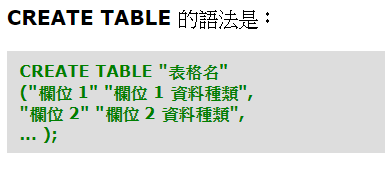 CREATE TABLE 的語法是：
CREATE TABLE "表格名"
("欄位 1" "欄位 1 資料種類",
"欄位 2" "欄位 2 資料種類",
... );